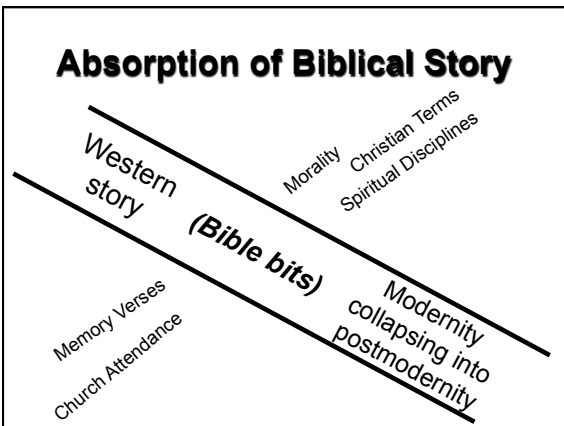 Absorption of Biblical Story
Morality
Christian Terms
Spiritual Disciplines
Western
story
(Bible bits)
Modernity
collapsing into
postmodernity
Memory Verses
Church Attendance